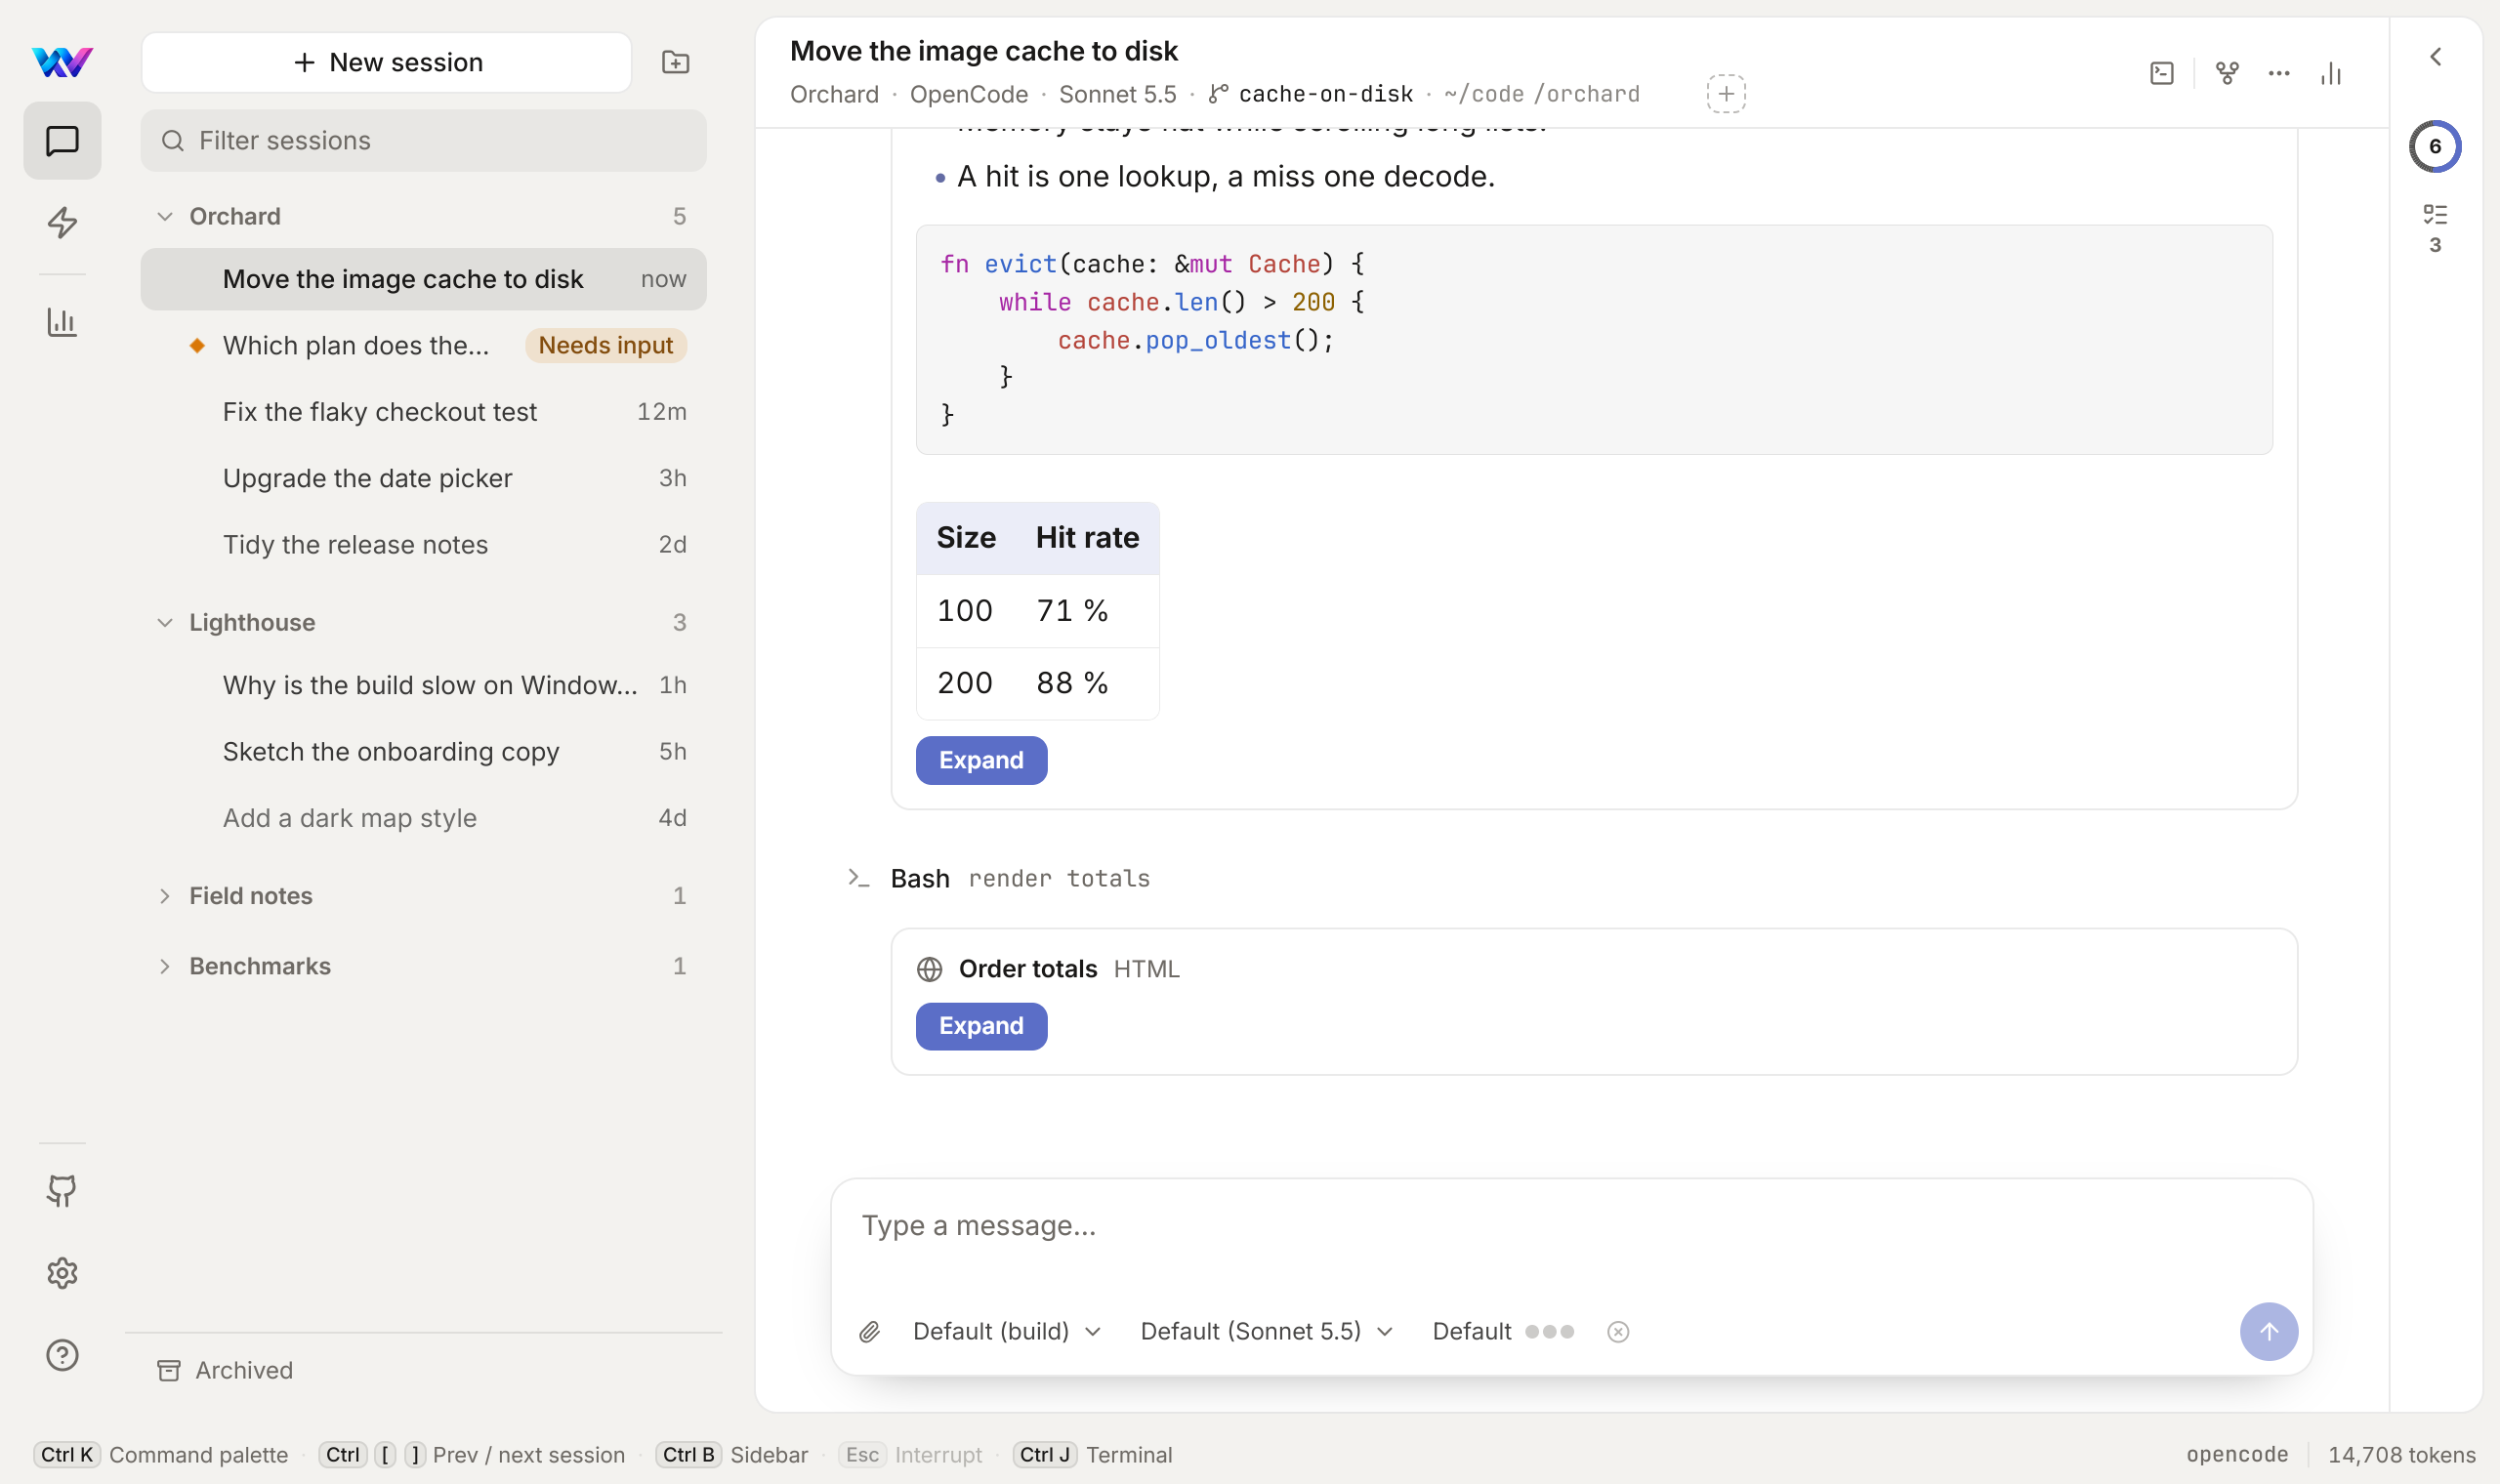 New session
Filter sessions
Orchard 5
Move the image cache to disk now
Which plan does the... Needs input
Fix the flaky checkout test 12m
Upgrade the date picker 3h
Tidy the release notes 2d
Lighthouse 3
Why is the build slow on Window... 1h
Sketch the onboarding copy 5h
Add a dark map style 4d
Field notes 1
Benchmarks 1
Archived
Move the image cache to disk
Orchard · OpenCode · Sonnet 5.5 · cache-on-disk · ~/code /orchard
Memory stays flat while scrolling long lists.
• A hit is one lookup, a miss one decode.
fn evict(cache: &mut Cache) {
while cache.len() > 200 {
cache.pop_oldest();
}
}
Size Hit rate
100 71 %
200 88 %
Expand
Bash render totals
Order totals HTML
Expand
Type a message...
Default (build) Default (Sonnet 5.5) Default
6
3
Ctrl K Command palette · Ctrl [ ] Prev / next session · Ctrl B Sidebar · Esc Interrupt · Ctrl J Terminal
opencode 14,708 tokens